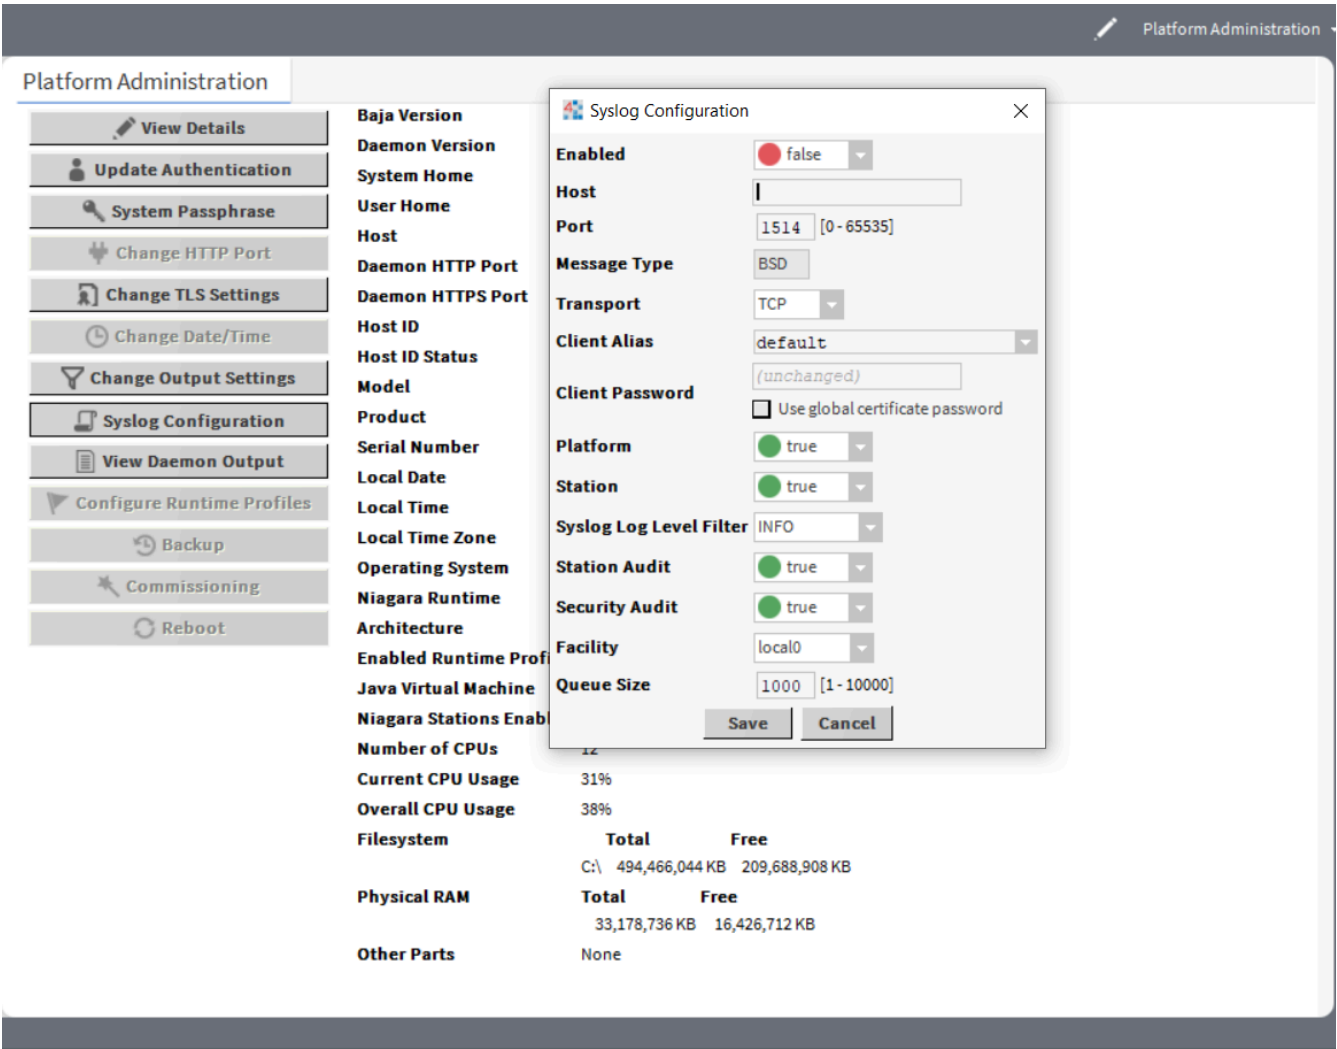 Platform Administration
Platform Administration
View Details
Update Authentication
System Passphrase
Change HTTP Port
Change TLS Settings
Change Date/Time
Change Output Settings
Syslog Configuration
View Daemon Output
Configure Runtime Profiles
Backup
Commissioning
Reboot
Baja Version
Daemon Version
System Home
User Home
Host
Daemon HTTP Port
Daemon HTTPS Port
Host ID
Host ID Status
Model
Product
Serial Number
Local Date
Local Time
Local Time Zone
Operating System
Niagara Runtime
Architecture
Enabled Runtime Profi
Java Virtual Machine
Niagara Stations Enabl
Number of CPUs 12
Current CPU Usage 31%
Overall CPU Usage 38%
Filesystem Total Free
C:\ 494,466,044 KB 209,688,908 KB
Physical RAM Total Free
33,178,736 KB 16,426,712 KB
Other Parts None
Syslog Configuration
Enabled false
Host
Port 1514 [0 - 65535]
Message Type BSD
Transport TCP
Client Alias default
Client Password (unchanged)
Use global certificate password
Platform true
Station true
Syslog Log Level Filter INFO
Station Audit true
Security Audit true
Facility local0
Queue Size 1000 [1 - 10000]
Save Cancel